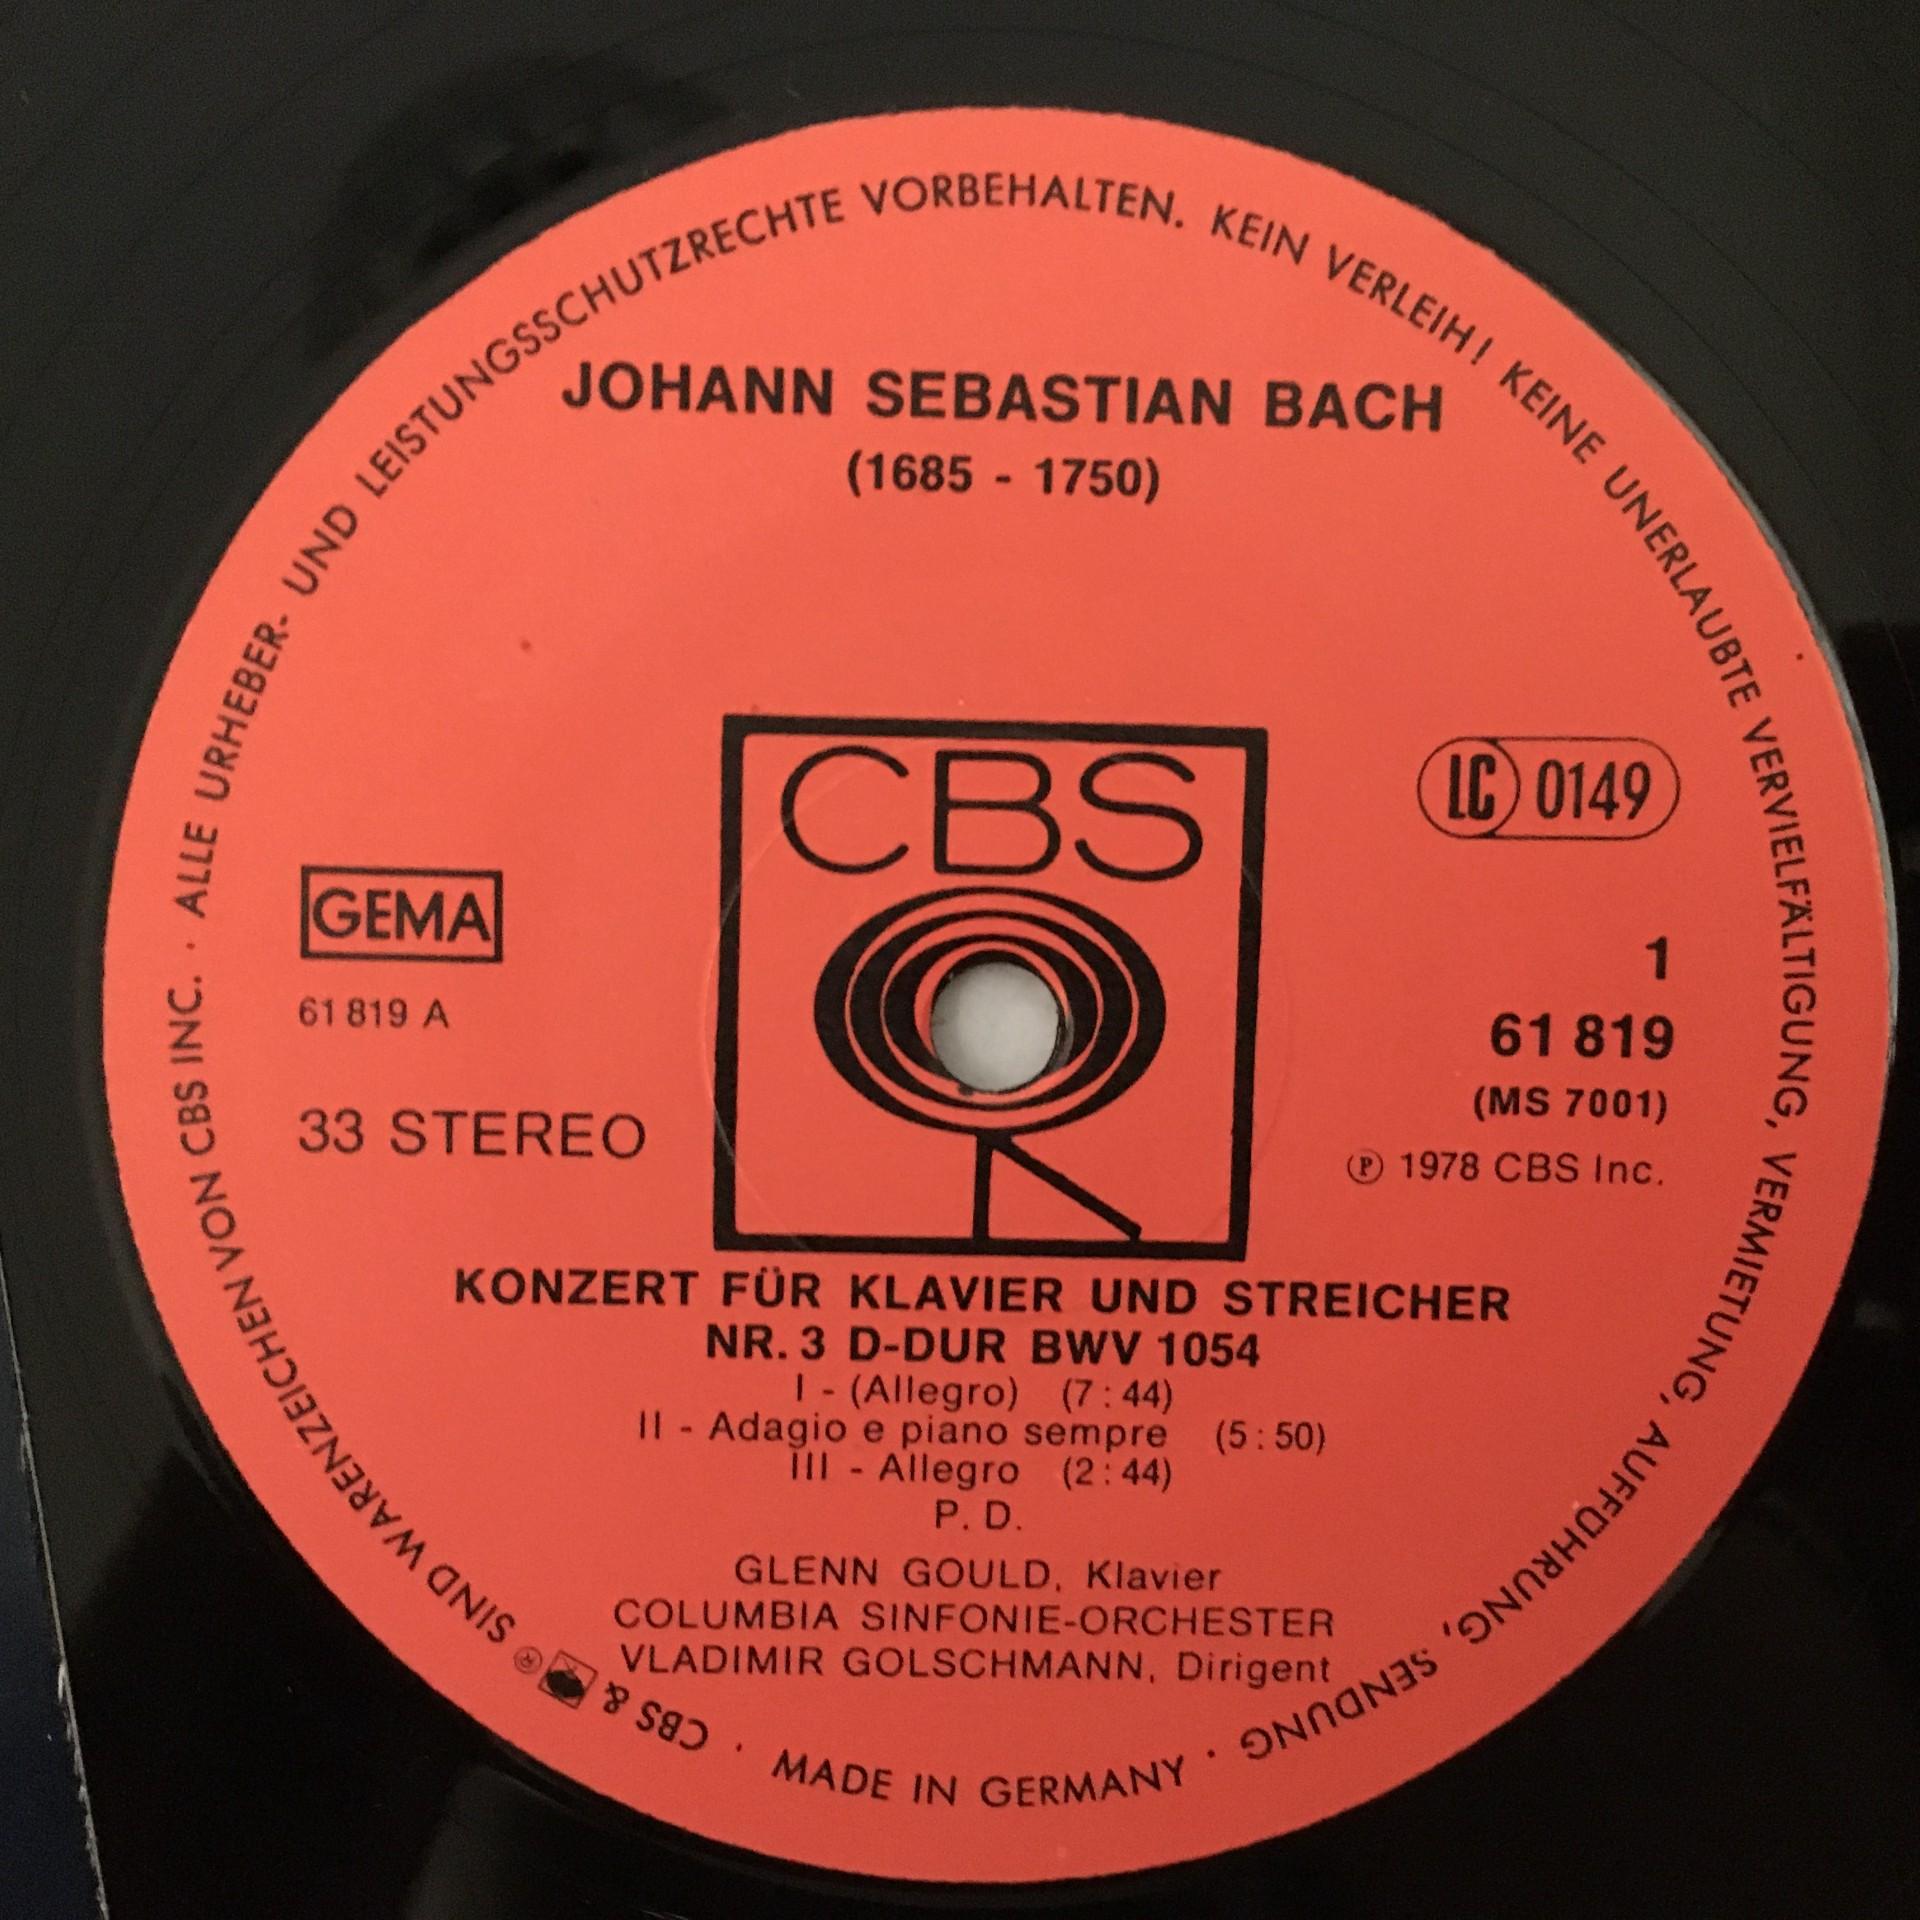 ALLE URHEBER- UND LEISTUNGSSCHUTZRECHTE VORBEHALTEN. KEIN VERLEIH! KEINE UNERLAUBTE VERVIELFÄLTIGUNG, VERMIETUNG, AUFFÜHRUNG, SENDUNG · MADE IN GERMANY · CBS & ® SIND WARENZEICHEN VON CBS INC. ·
JOHANN SEBASTIAN BACH
(1685 - 1750)
CBS
LC 0149
GEMA
61 819 A
33 STEREO
1
61 819
(MS 7001)
℗ 1978 CBS Inc.
KONZERT FÜR KLAVIER UND STREICHER
NR. 3 D-DUR BWV 1054
I - (Allegro) (7 : 44)
II - Adagio e piano sempre (5 : 50)
III - Allegro (2 : 44)
P. D.
GLENN GOULD, Klavier
COLUMBIA SINFONIE-ORCHESTER
VLADIMIR GOLSCHMANN, Dirigent